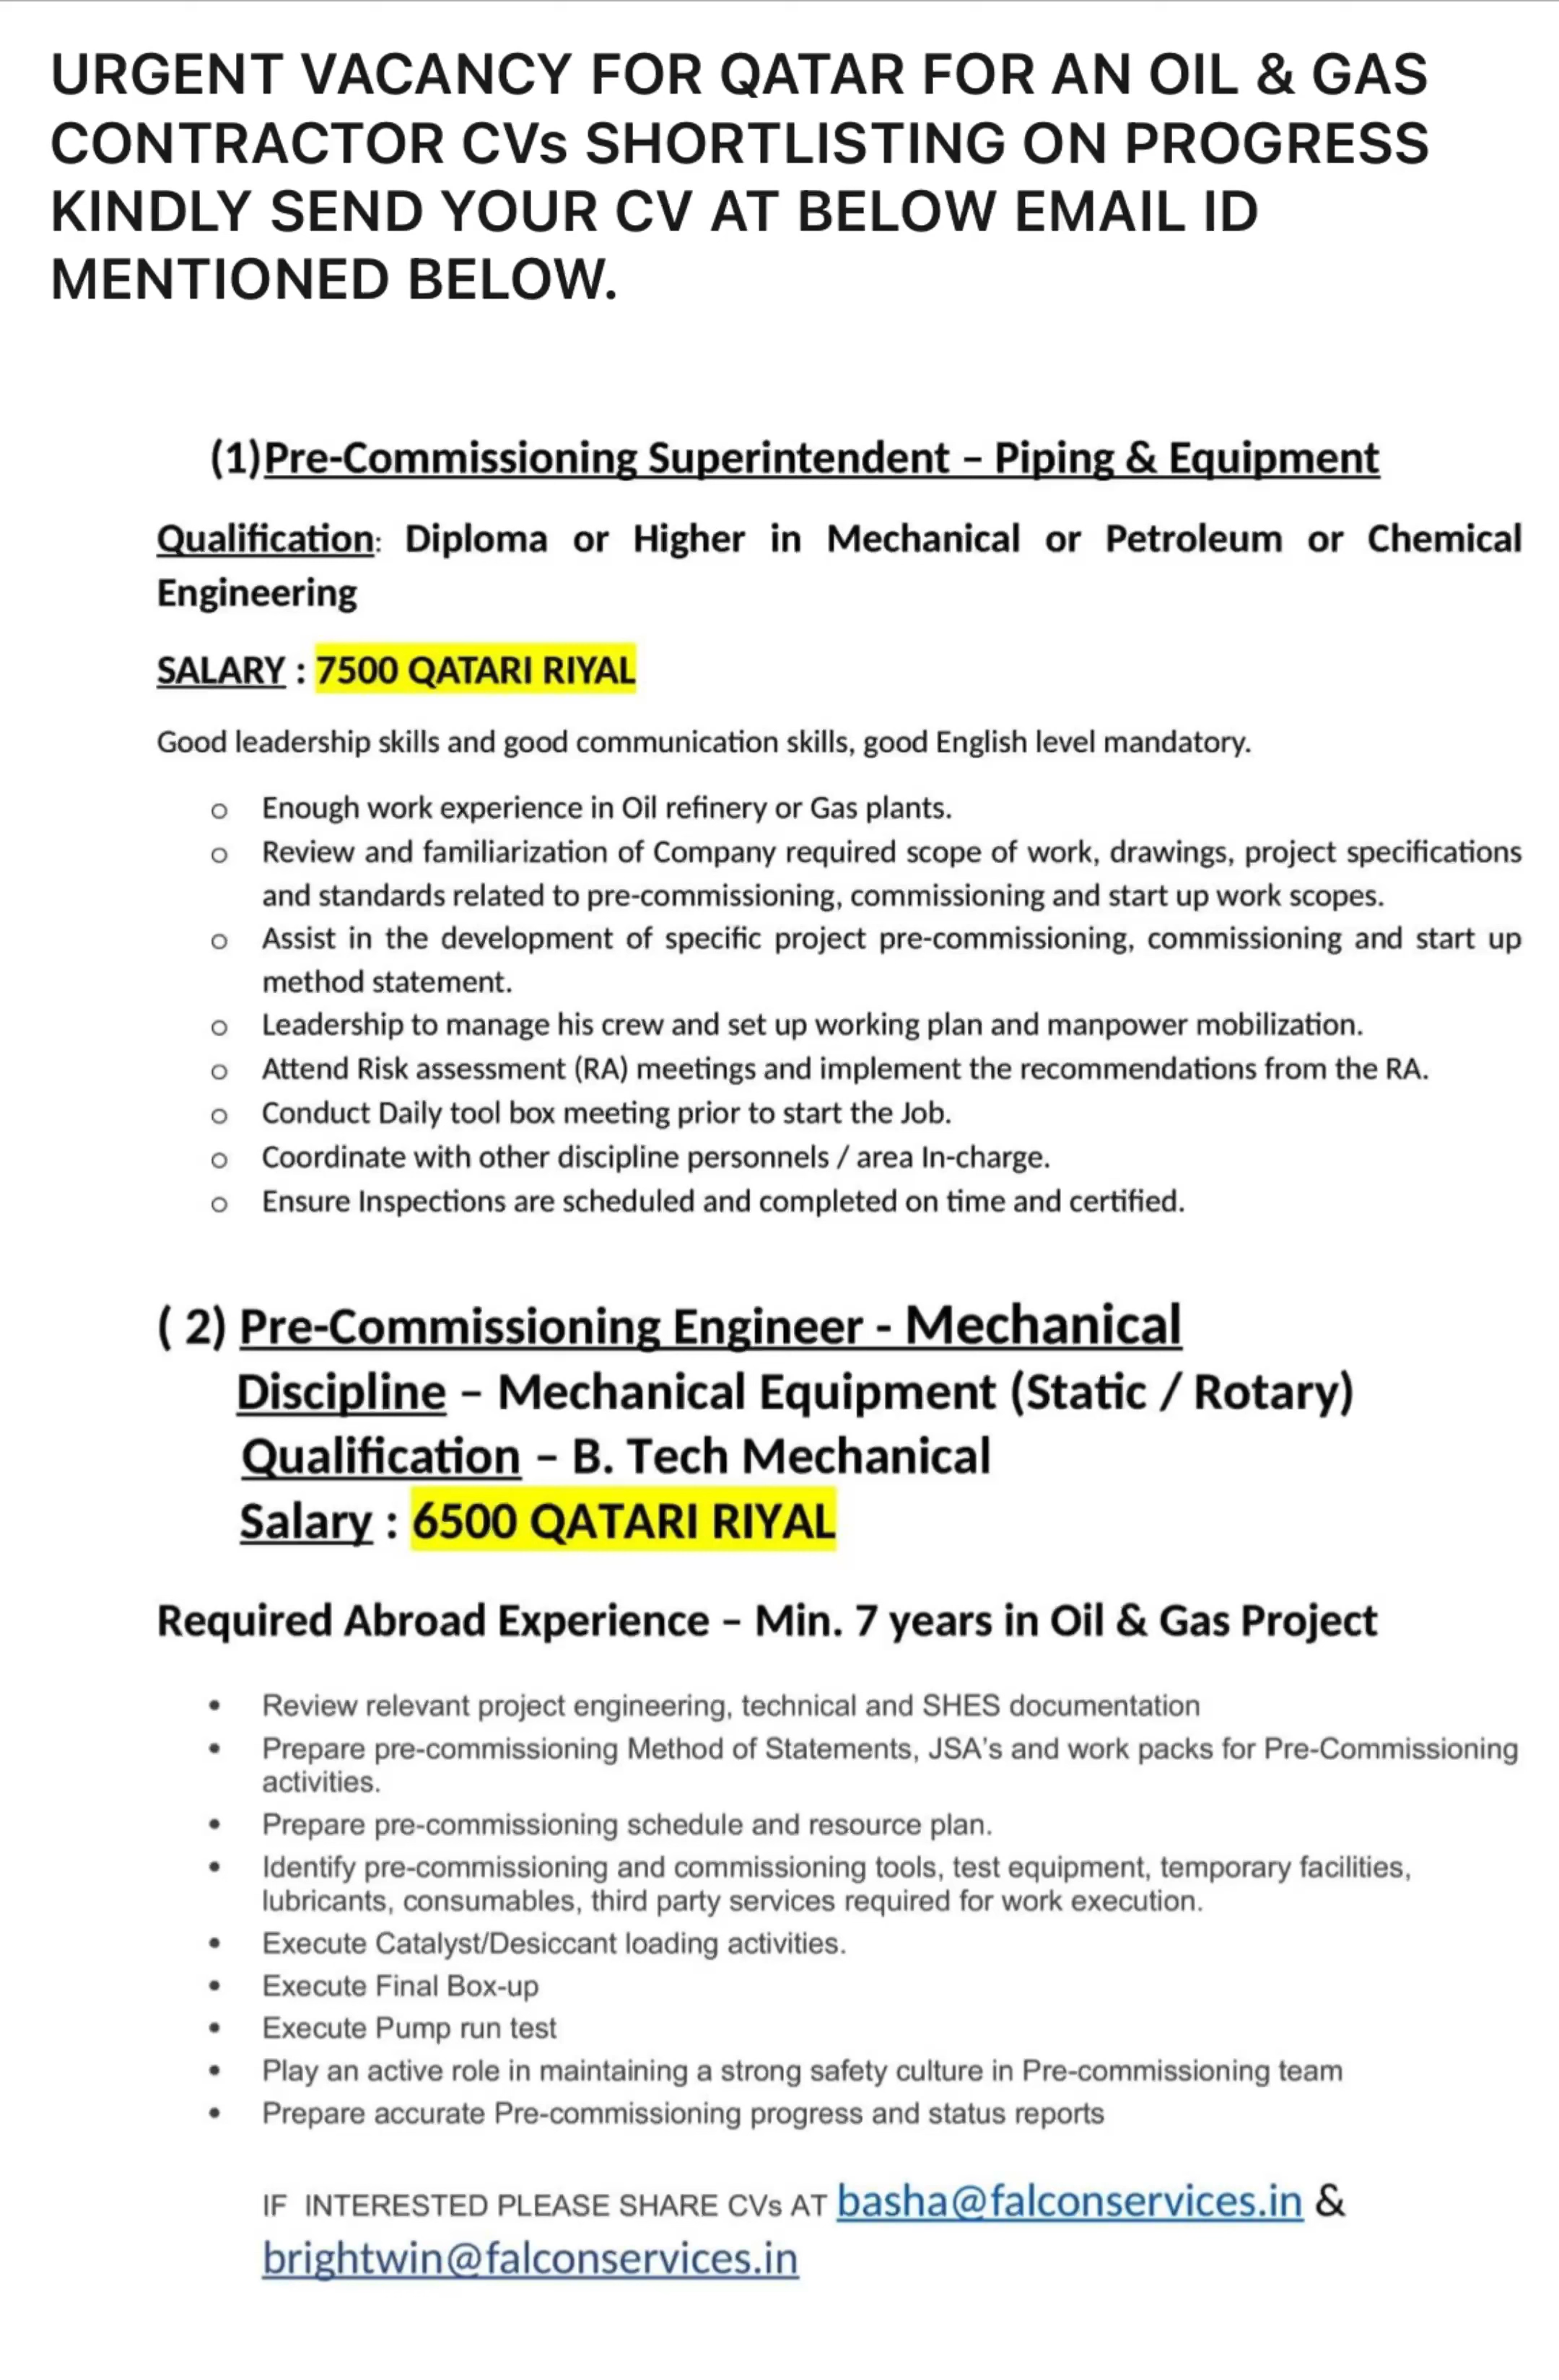 URGENT VACANCY FOR QATAR FOR AN OIL & GAS
CONTRACTOR CVs SHORTLISTING ON PROGRESS
KINDLY SEND YOUR CV AT BELOW EMAIL ID
MENTIONED BELOW.
(1)Pre-Commissioning Superintendent – Piping & Equipment
Qualification: Diploma or Higher in Mechanical or Petroleum or Chemical
Engineering
SALARY : 7500 QATARI RIYAL
Good leadership skills and good communication skills, good English level mandatory.
o Enough work experience in Oil refinery or Gas plants.
o Review and familiarization of Company required scope of work, drawings, project specifications
and standards related to pre-commissioning, commissioning and start up work scopes.
o Assist in the development of specific project pre-commissioning, commissioning and start up
method statement.
o Leadership to manage his crew and set up working plan and manpower mobilization.
o Attend Risk assessment (RA) meetings and implement the recommendations from the RA.
o Conduct Daily tool box meeting prior to start the Job.
o Coordinate with other discipline personnels / area In-charge.
o Ensure Inspections are scheduled and completed on time and certified.
( 2) Pre-Commissioning Engineer - Mechanical
Discipline – Mechanical Equipment (Static / Rotary)
Qualification – B. Tech Mechanical
Salary : 6500 QATARI RIYAL
Required Abroad Experience – Min. 7 years in Oil & Gas Project
• Review relevant project engineering, technical and SHES documentation
• Prepare pre-commissioning Method of Statements, JSA’s and work packs for Pre-Commissioning
activities.
• Prepare pre-commissioning schedule and resource plan.
• Identify pre-commissioning and commissioning tools, test equipment, temporary facilities,
lubricants, consumables, third party services required for work execution.
• Execute Catalyst/Desiccant loading activities.
• Execute Final Box-up
• Execute Pump run test
• Play an active role in maintaining a strong safety culture in Pre-commissioning team
• Prepare accurate Pre-commissioning progress and status reports
IF INTERESTED PLEASE SHARE CVs AT basha@falconservices.in &
brightwin@falconservices.in